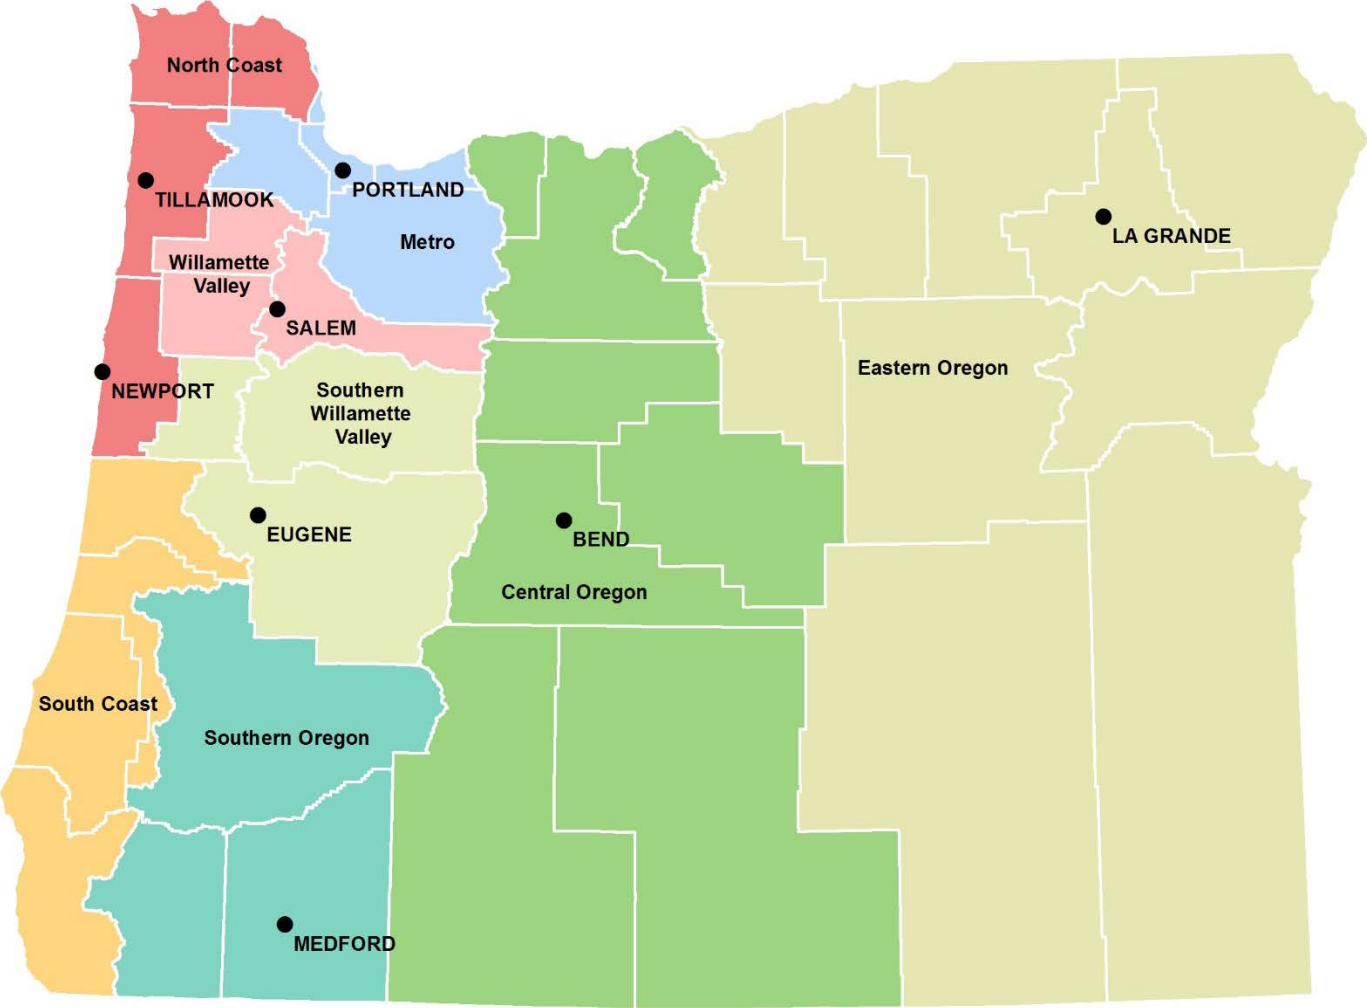 North Coast
PORTLAND
TILLAMOOK
LA GRANDE
Metro
Willamette
Valley
SALEM
Eastern Oregon
NEWPORT
Southern
Willamette
Valley
EUGENE
BEND
Central Oregon
South Coast
Southern Oregon
MEDFORD